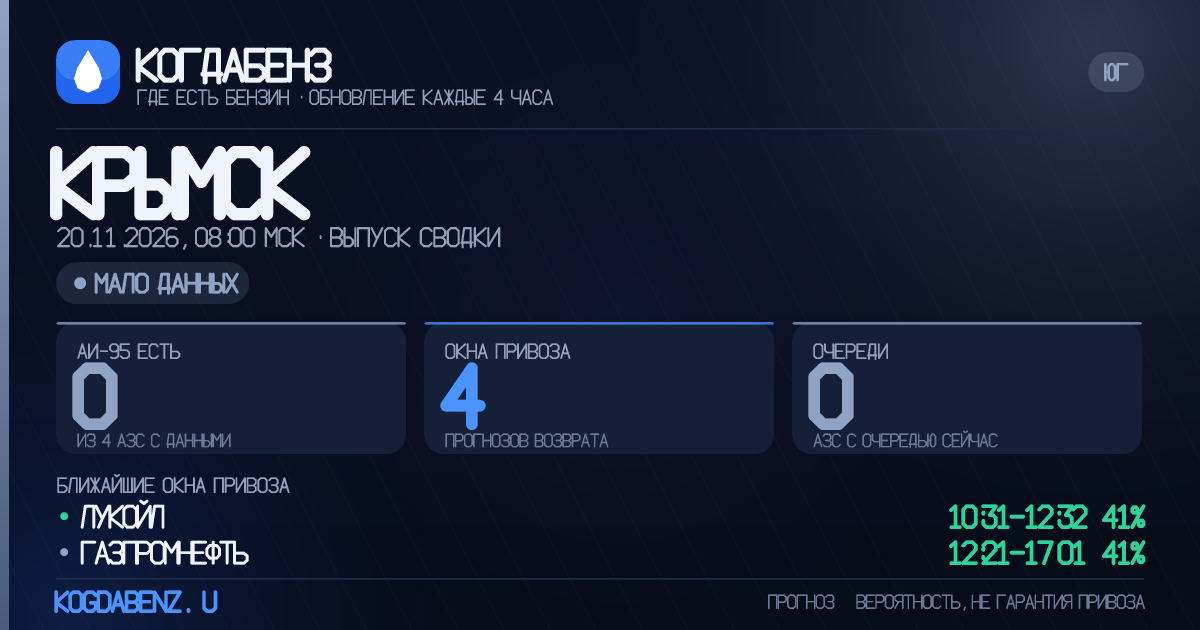 КОГДАБЕНЗ
ГДЕ ЕСТЬ БЕНЗИН · ОБНОВЛЕНИЕ КАЖДЫЕ 4 ЧАСА
ЮГ
КРЫМСК
20.11.2026, 08:00 МСК · ВЫПУСК СВОДКИ
• МАЛО ДАННЫХ
АИ-95 ЕСТЬ
0
ИЗ 4 АЗС С ДАННЫМИ
ОКНА ПРИВОЗА
4
ПРОГНОЗОВ ВОЗВРАТА
ОЧЕРЕДИ
0
АЗС С ОЧЕРЕДЬЮ СЕЙЧАС
БЛИЖАЙШИЕ ОКНА ПРИВОЗА
• ЛУКОЙЛ 10:31–12:32 41%
• ГАЗПРОМНЕФТЬ 12:21–17:01 41%
KOGDABENZ. U
ПРОГНОЗ ВЕРОЯТНОСТЬ, НЕ ГАРАНТИЯ ПРИВОЗА